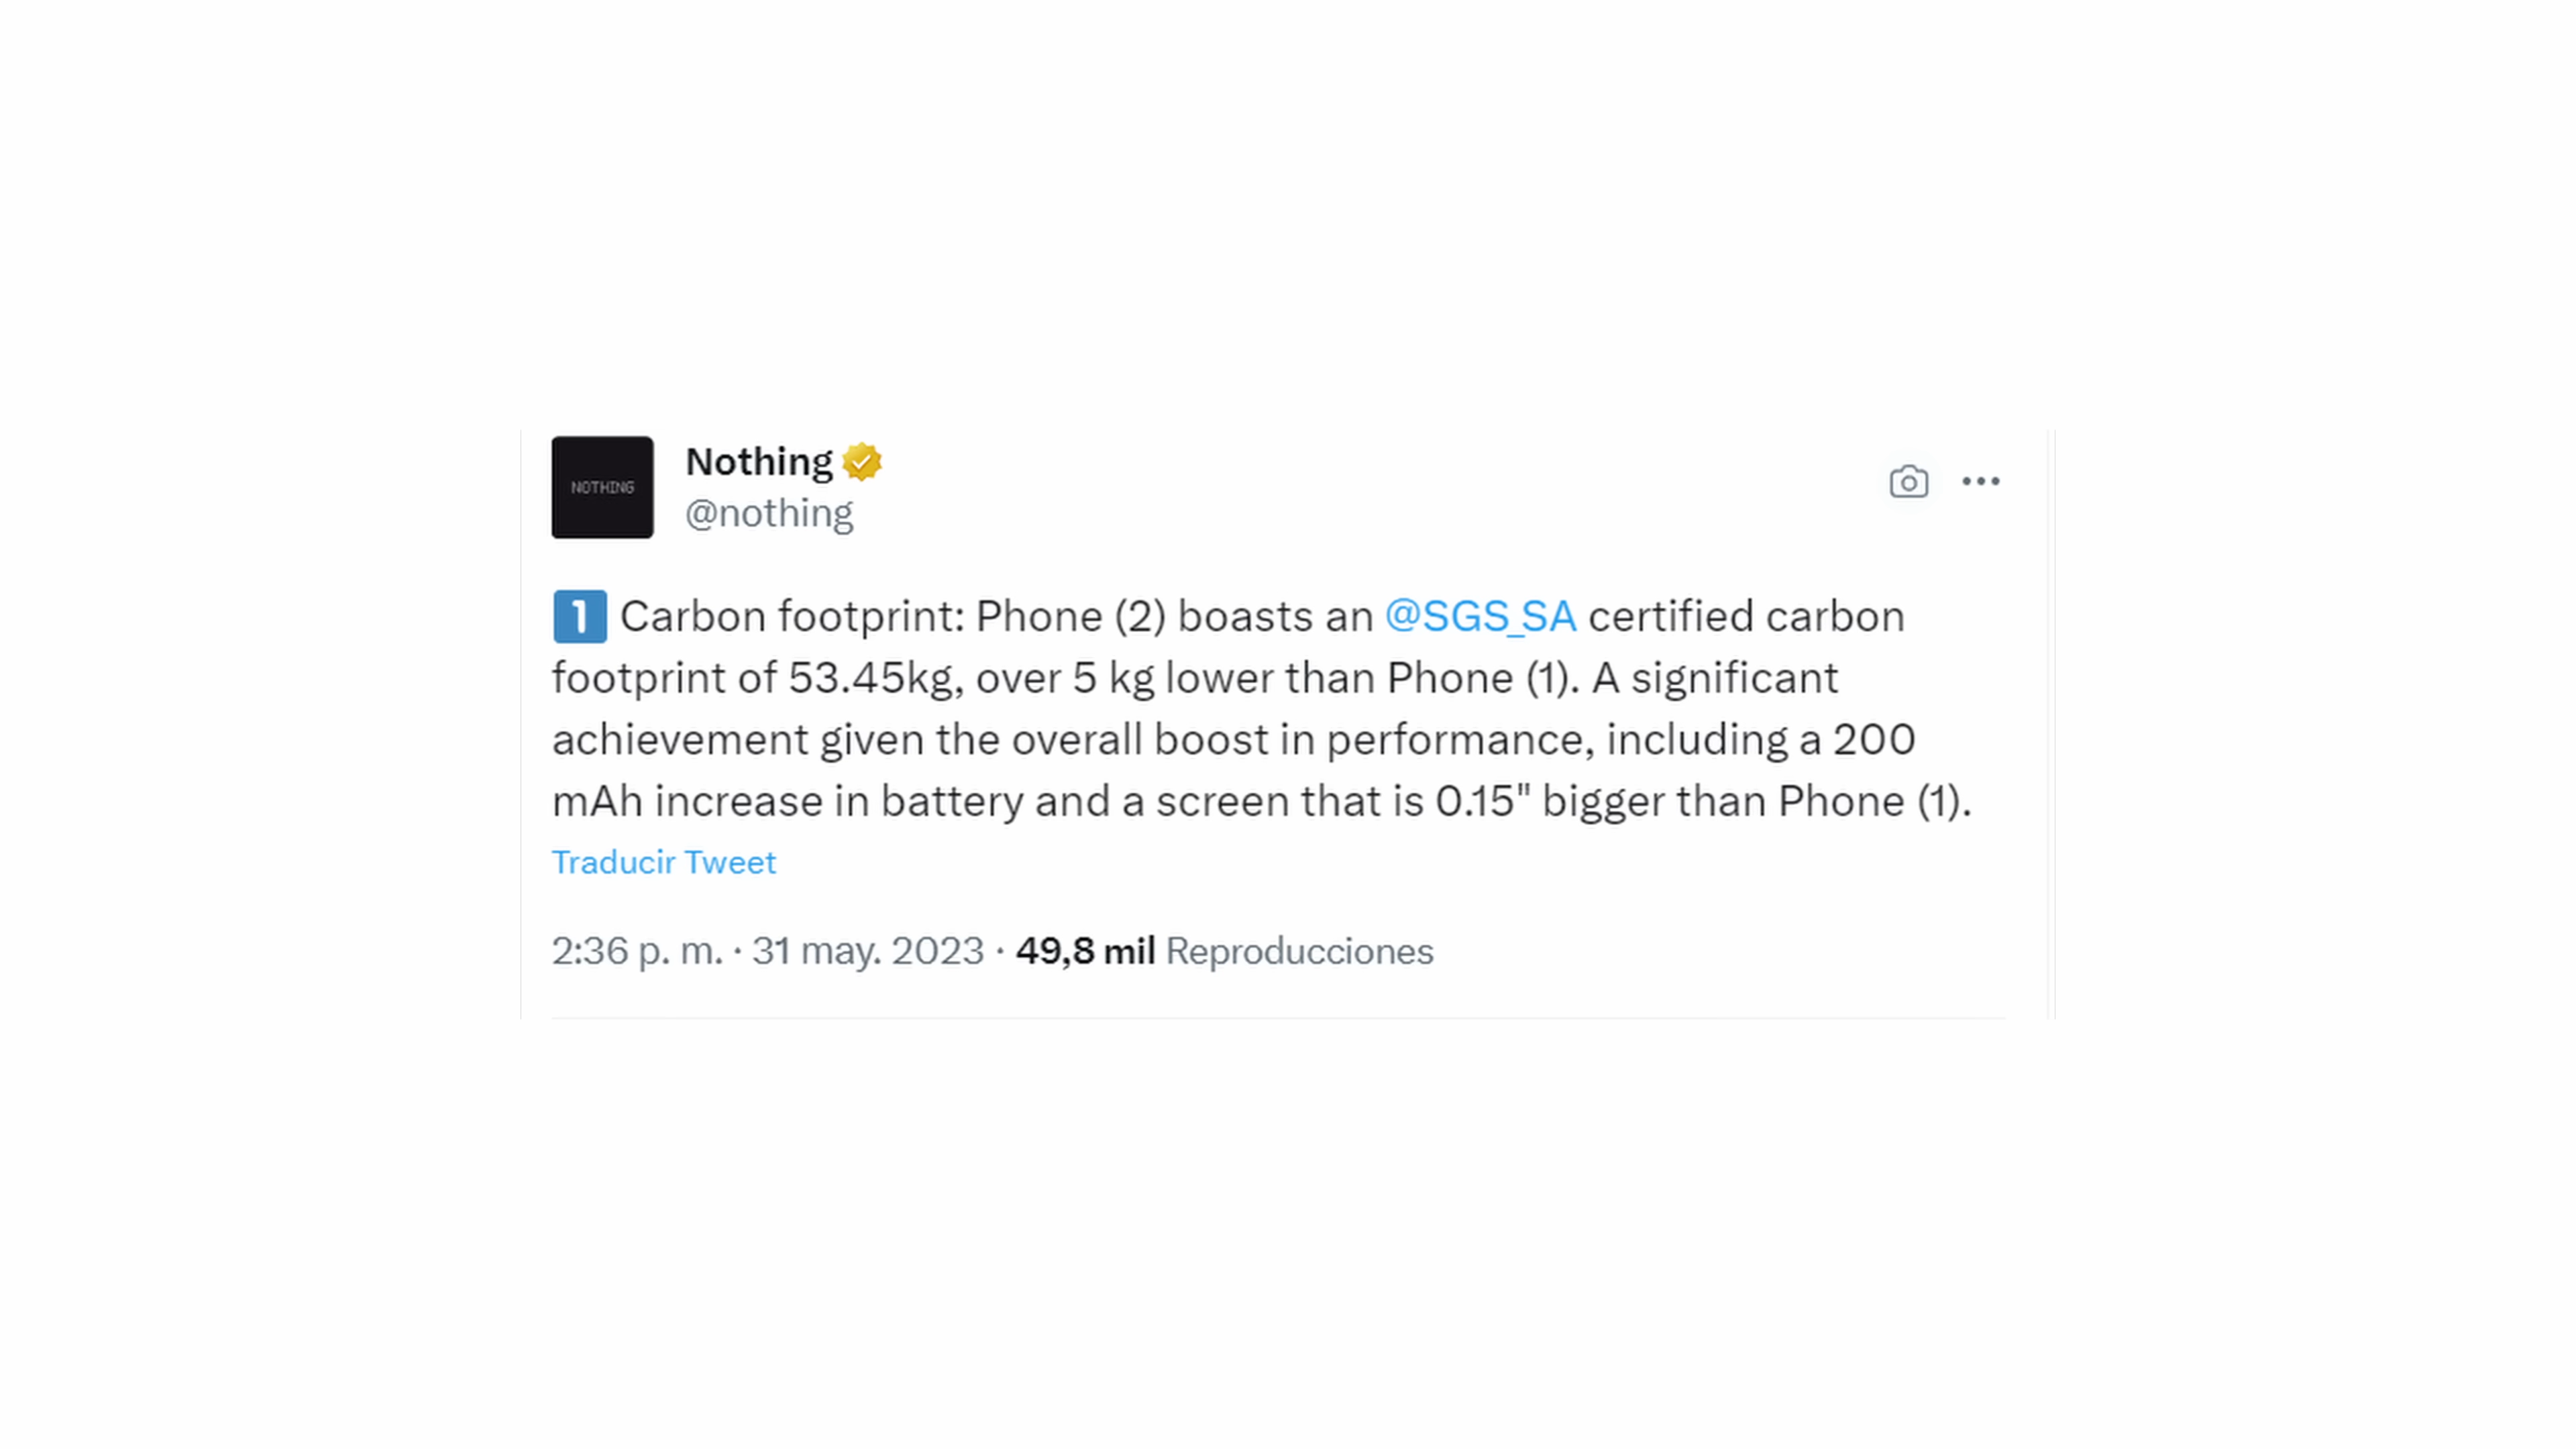 NOTHING
Nothing
@nothing
1 Carbon footprint: Phone (2) boasts an @SGS_SA certified carbon
footprint of 53.45kg, over 5 kg lower than Phone (1). A significant
achievement given the overall boost in performance, including a 200
mAh increase in battery and a screen that is 0.15" bigger than Phone (1).
Traducir Tweet
2:36 p. m. · 31 may. 2023 · 49,8 mil Reproducciones